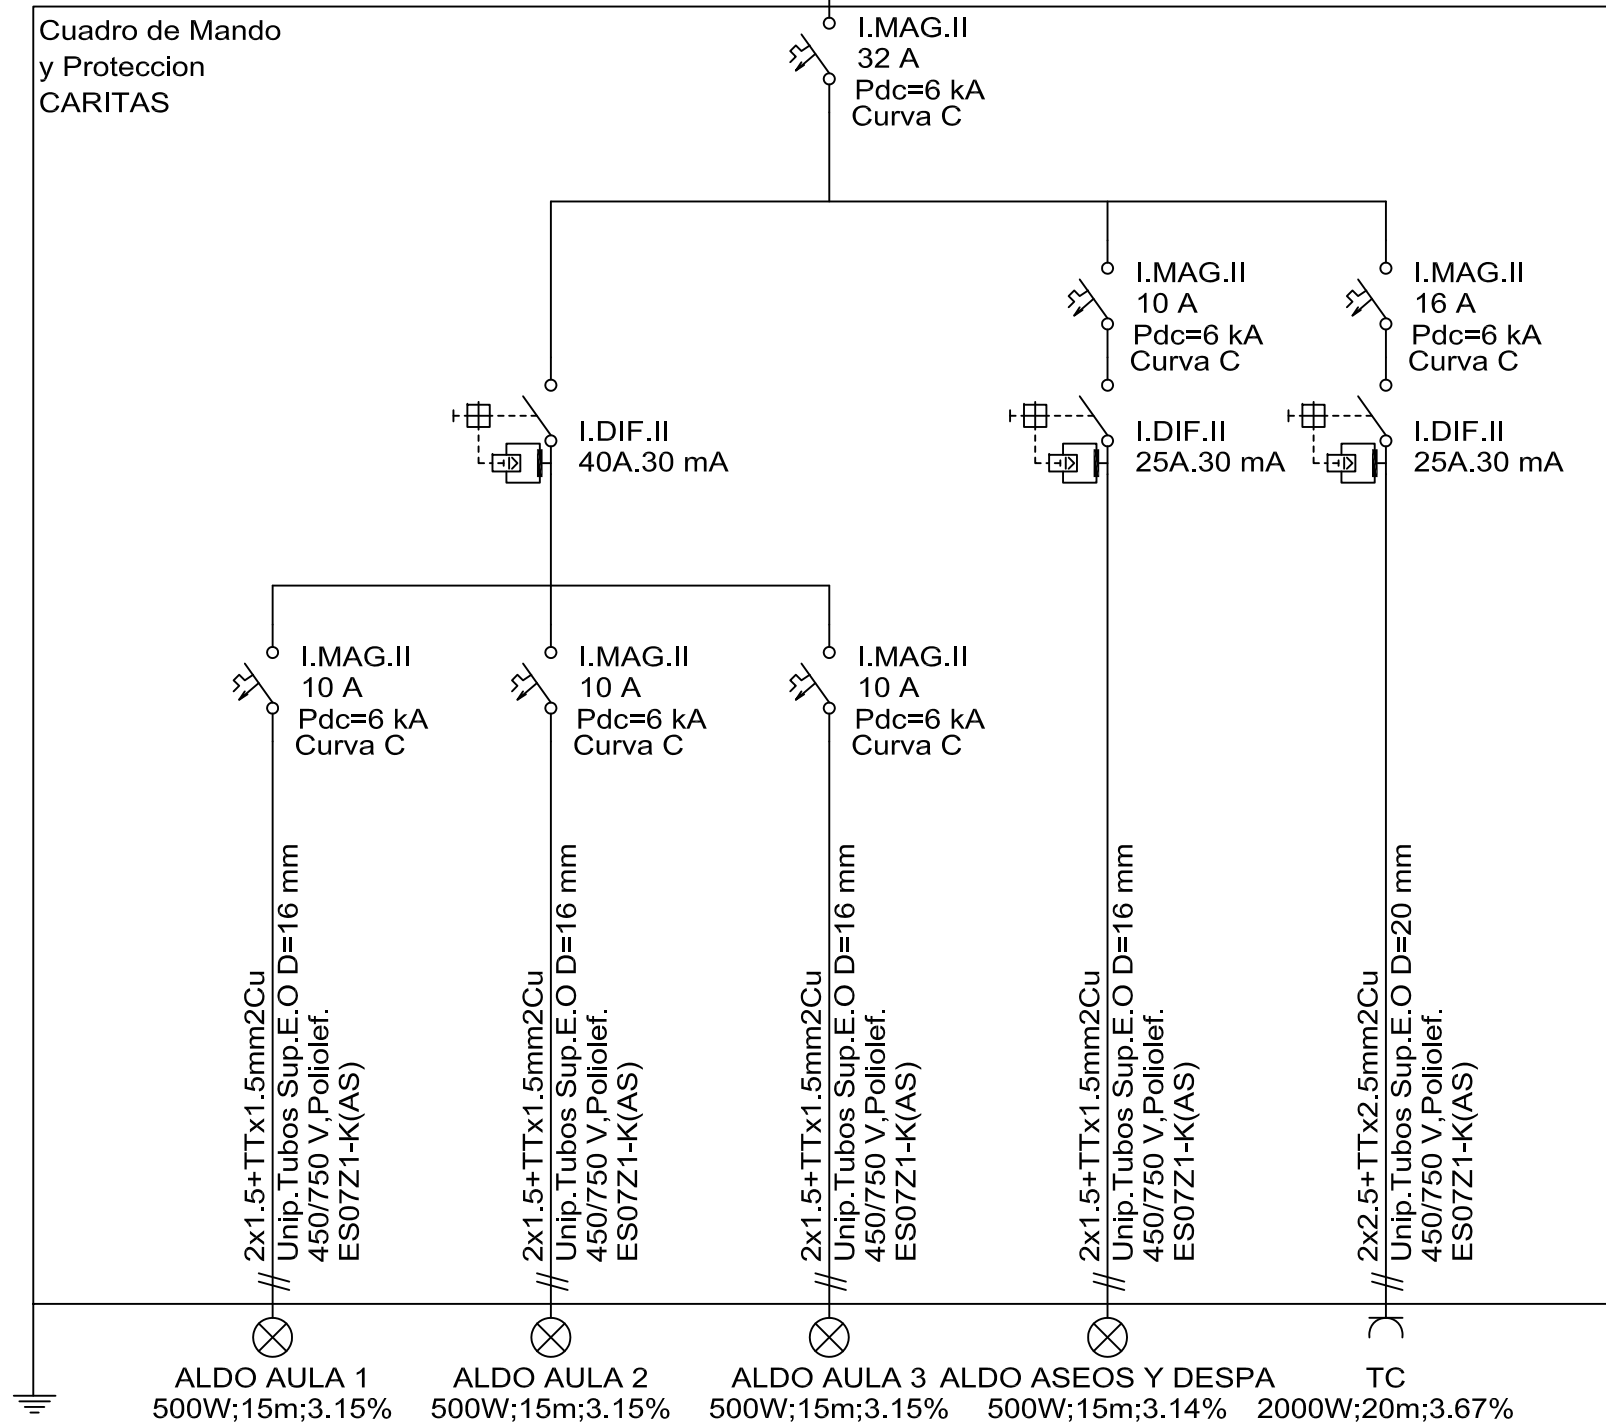 Cuadro de Mando
y Proteccion
CARITAS
I.MAG.II
32 A
Pdc=6 kA
Curva C
I.MAG.II
10 A
Pdc=6 kA
Curva C
I.MAG.II
16 A
Pdc=6 kA
Curva C
I.DIF.II
40A.30 mA
I.DIF.II
25A.30 mA
I.DIF.II
25A.30 mA
I.MAG.II
10 A
Pdc=6 kA
Curva C
I.MAG.II
10 A
Pdc=6 kA
Curva C
I.MAG.II
10 A
Pdc=6 kA
Curva C
2x1.5+TTx1.5mm2Cu
Unip.Tubos Sup.E.O D=16 mm
450/750 V,Poliolef.
ES07Z1-K(AS)
2x1.5+TTx1.5mm2Cu
Unip.Tubos Sup.E.O D=16 mm
450/750 V,Poliolef.
ES07Z1-K(AS)
2x1.5+TTx1.5mm2Cu
Unip.Tubos Sup.E.O D=16 mm
450/750 V,Poliolef.
ES07Z1-K(AS)
2x1.5+TTx1.5mm2Cu
Unip.Tubos Sup.E.O D=16 mm
450/750 V,Poliolef.
ES07Z1-K(AS)
2x2.5+TTx2.5mm2Cu
Unip.Tubos Sup.E.O D=20 mm
450/750 V,Poliolef.
ES07Z1-K(AS)
ALDO AULA 1
500W;15m;3.15%
ALDO AULA 2
500W;15m;3.15%
ALDO AULA 3
500W;15m;3.15%
ALDO ASEOS Y DESPA
500W;15m;3.14%
TC
2000W;20m;3.67%